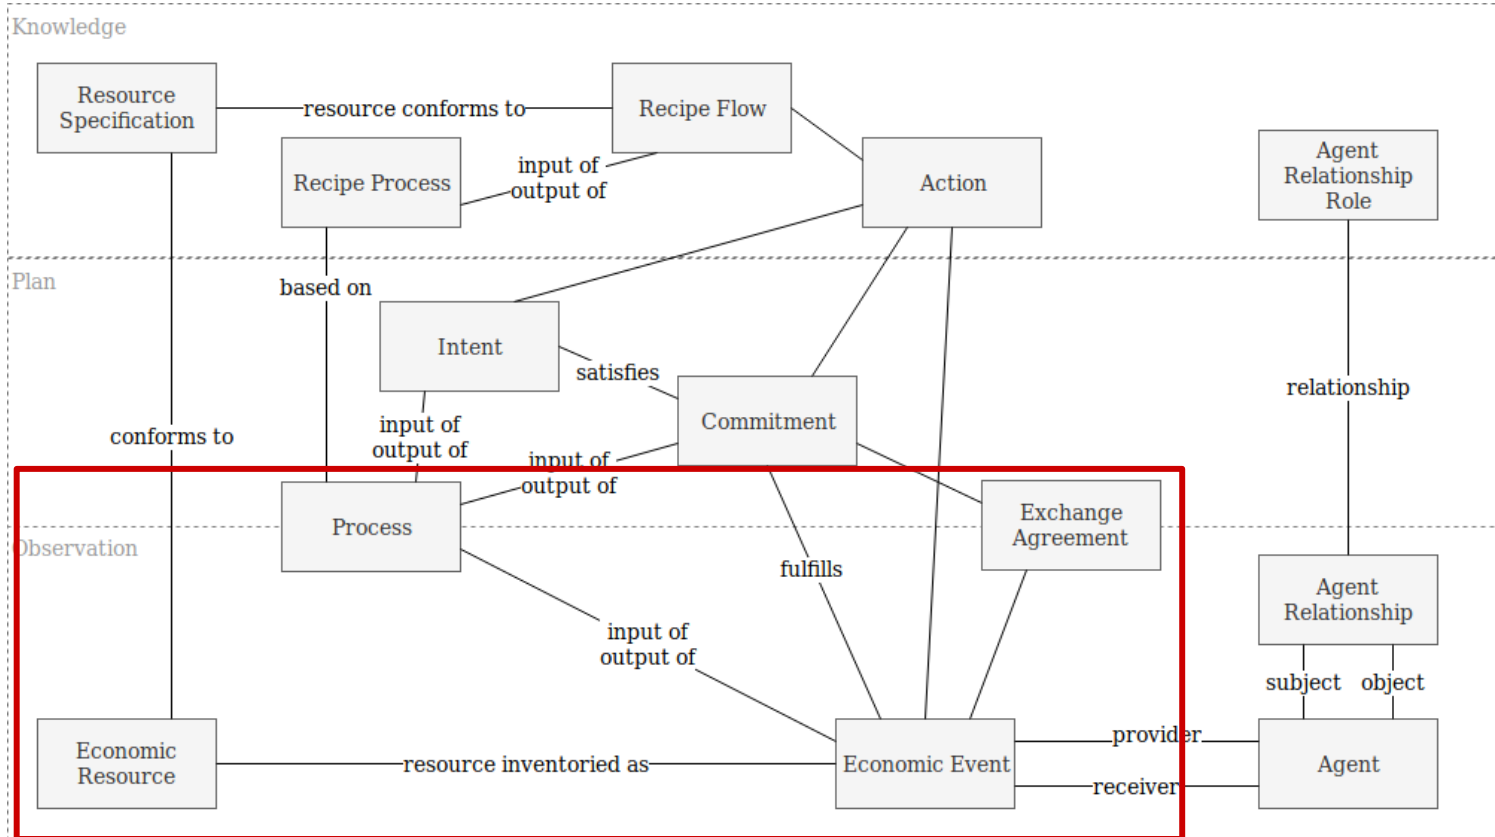 Knowledge
Resource
Specification
resource conforms to
Recipe Flow
Recipe Process
input of
output of
Action
Agent
Relationship
Role
Plan
based on
Intent
satisfies
Commitment
relationship
conforms to
input of
output of
input of
output of
Process
Exchange
Agreement
Observation
fulfills
Agent
Relationship
input of
output of
subject
object
Economic
Resource
resource inventoried as
Economic Event
provider
receiver
Agent